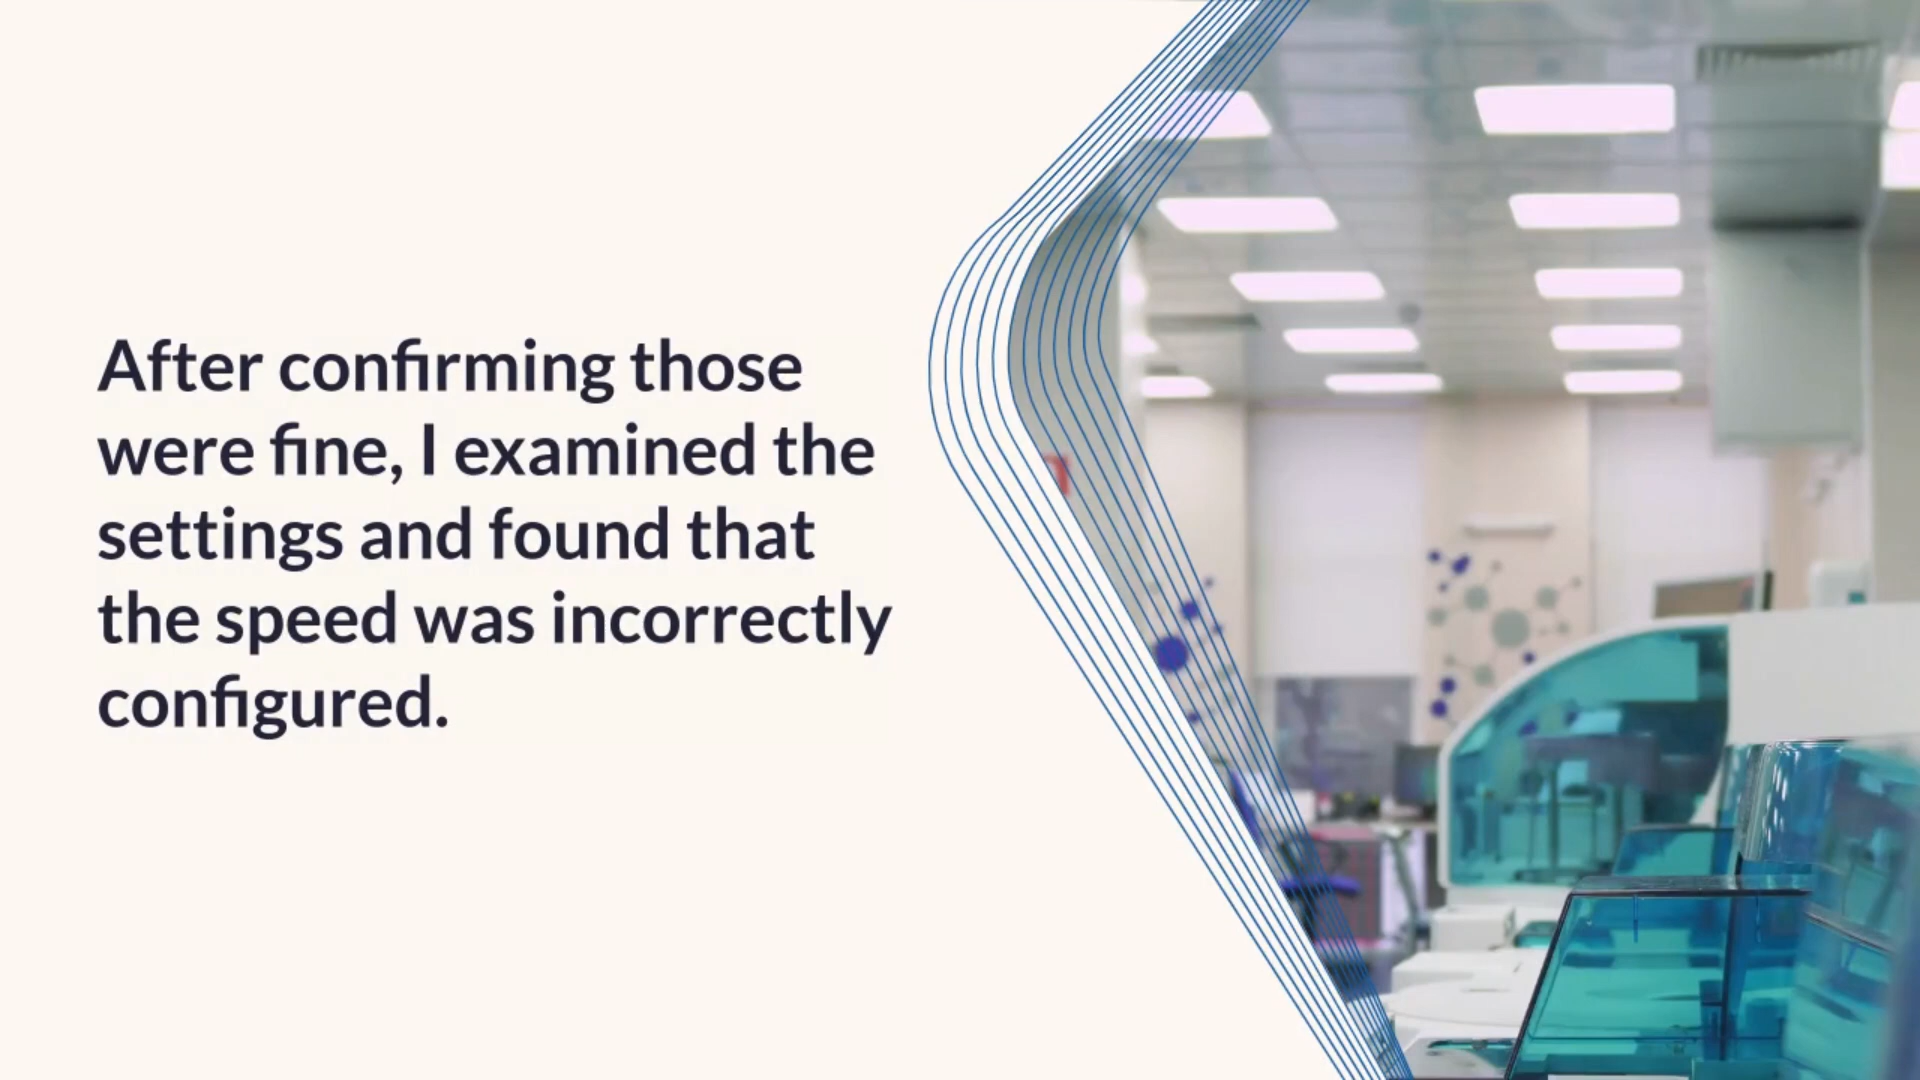 After confirming those
were fine, I examined the
settings and found that
the speed was incorrectly
configured.